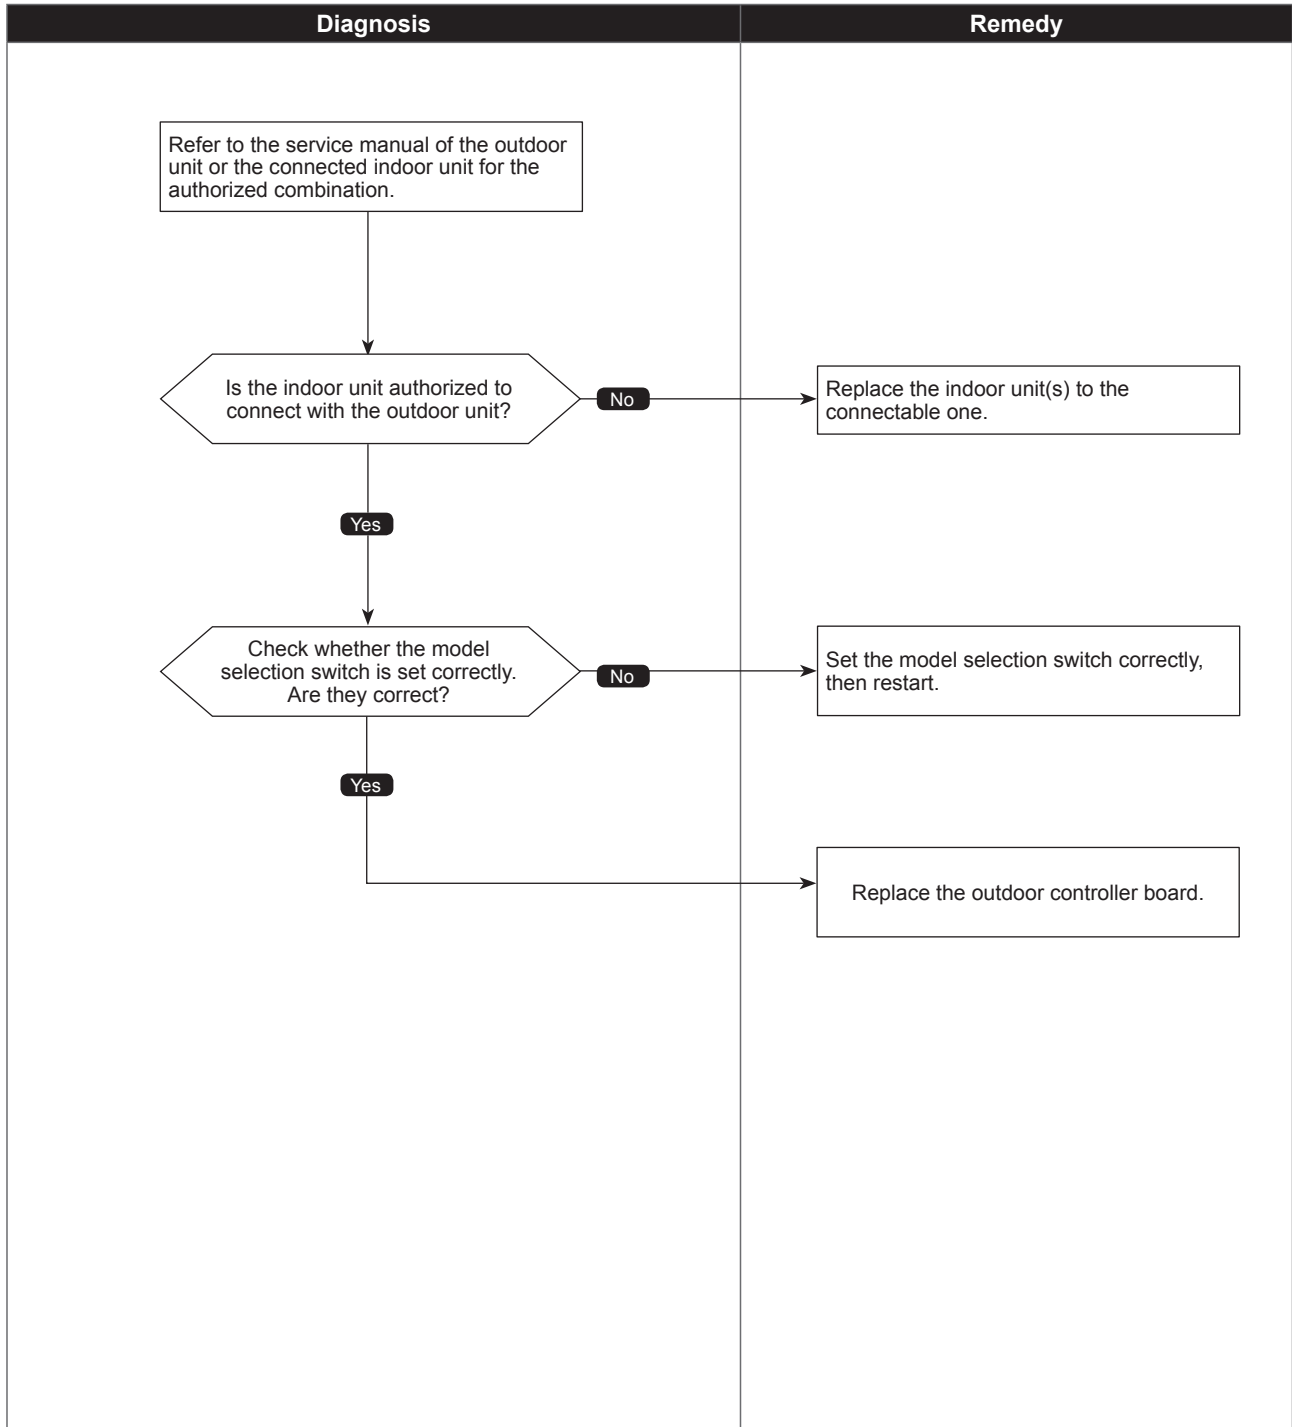 Diagnosis
Remedy
Refer to the service manual of the outdoor
unit or the connected indoor unit for the
authorized combination.
Is the indoor unit authorized to
connect with the outdoor unit?
No
Replace the indoor unit(s) to the
connectable one.
Yes
Check whether the model
selection switch is set correctly.
Are they correct?
No
Set the model selection switch correctly,
then restart.
Yes
Replace the outdoor controller board.